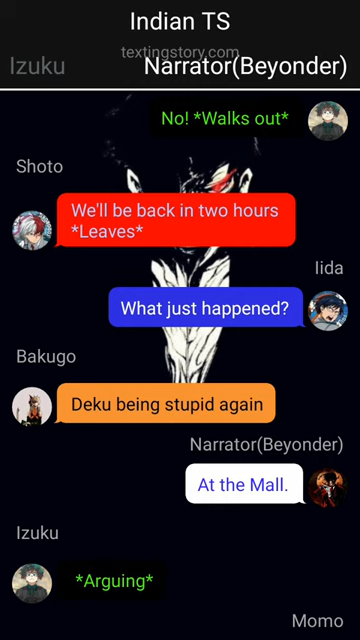 Indian TS
textingstory.com
Izuku
Narrator(Beyonder)
No! *Walks out*
Shoto
We'll be back in two hours
*Leaves*
Iida
What just happened?
Bakugo
Deku being stupid again
Narrator(Beyonder)
At the Mall.
Izuku
*Arguing*
Momo